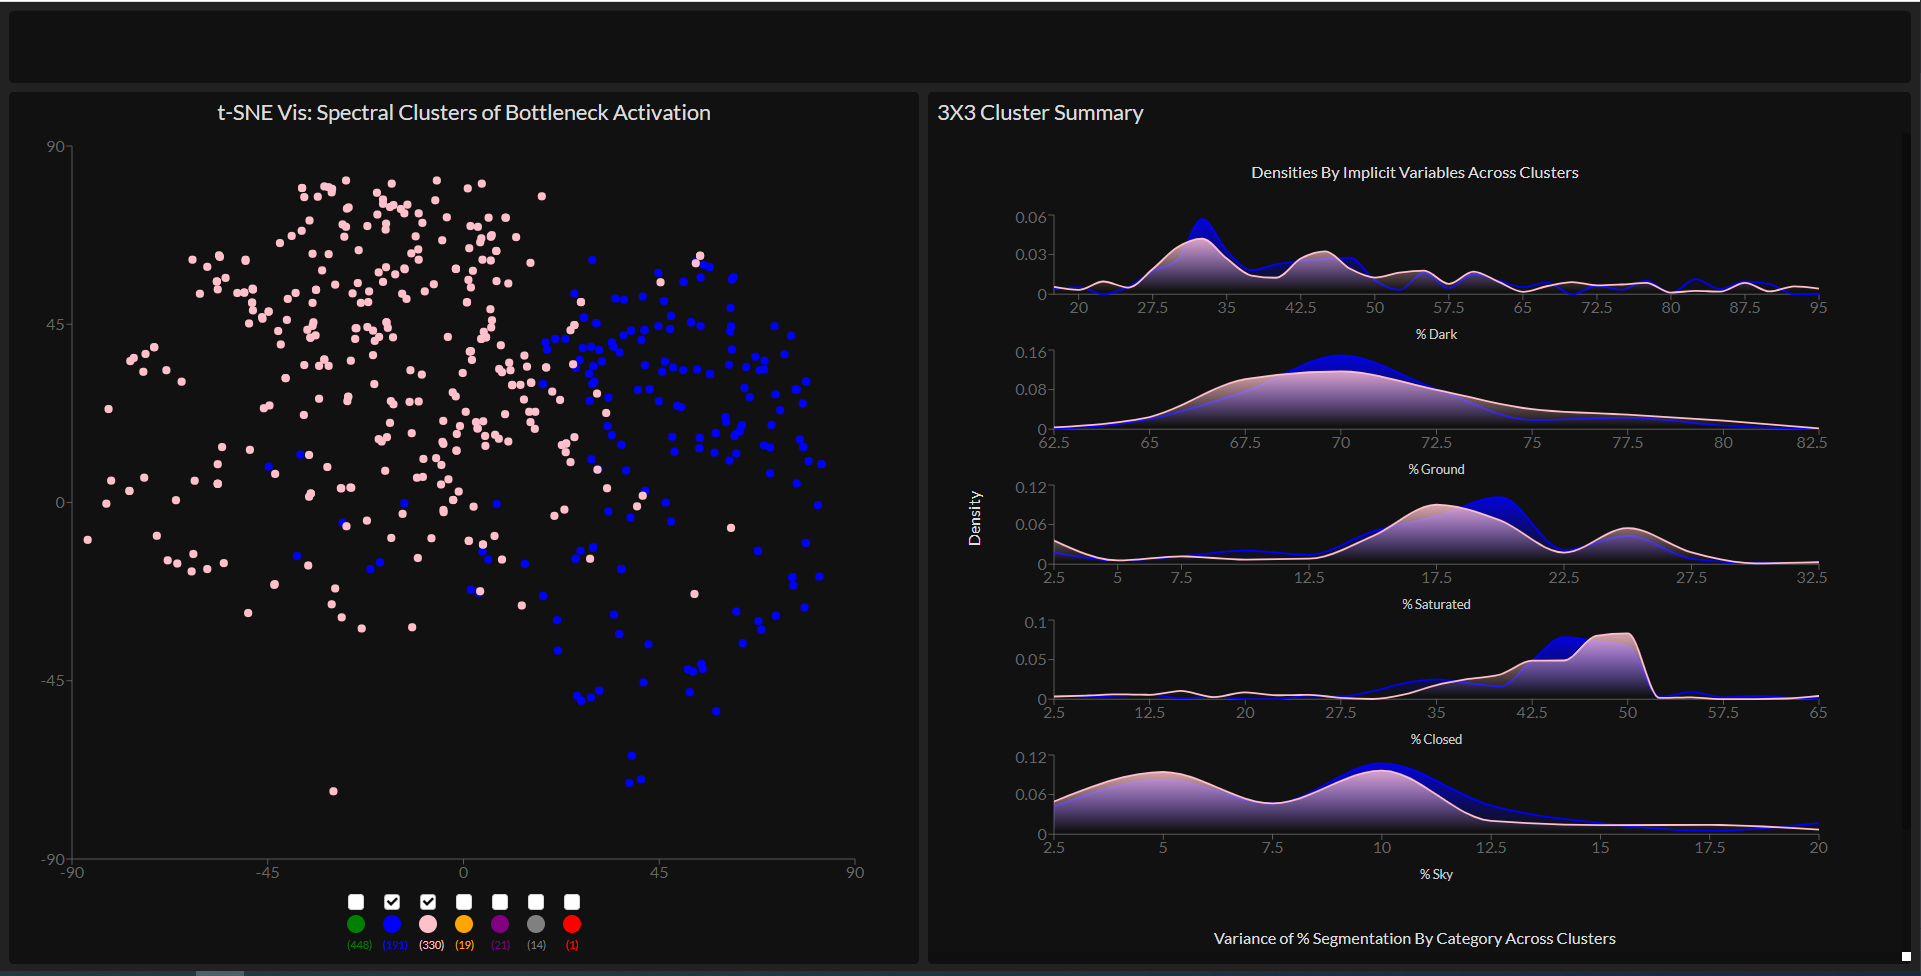 t-SNE Vis: Spectral Clusters of Bottleneck Activation
90
45
0
-45
-90
-90 -45 0 45 90
(448) (191) (330) (19) (21) (14) (1)
3X3 Cluster Summary
Densities By Implicit Variables Across Clusters
Density
0.06
0.03
0
20 27.5 35 42.5 50 57.5 65 72.5 80 87.5 95
% Dark
0.16
0.08
0
62.5 65 67.5 70 72.5 75 77.5 80 82.5
% Ground
0.12
0.06
0
2.5 5 7.5 12.5 17.5 22.5 27.5 32.5
% Saturated
0.1
0.05
0
2.5 12.5 20 27.5 35 42.5 50 57.5 65
% Closed
0.12
0.06
0
2.5 5 7.5 10 12.5 15 17.5 20
% Sky
Variance of % Segmentation By Category Across Clusters